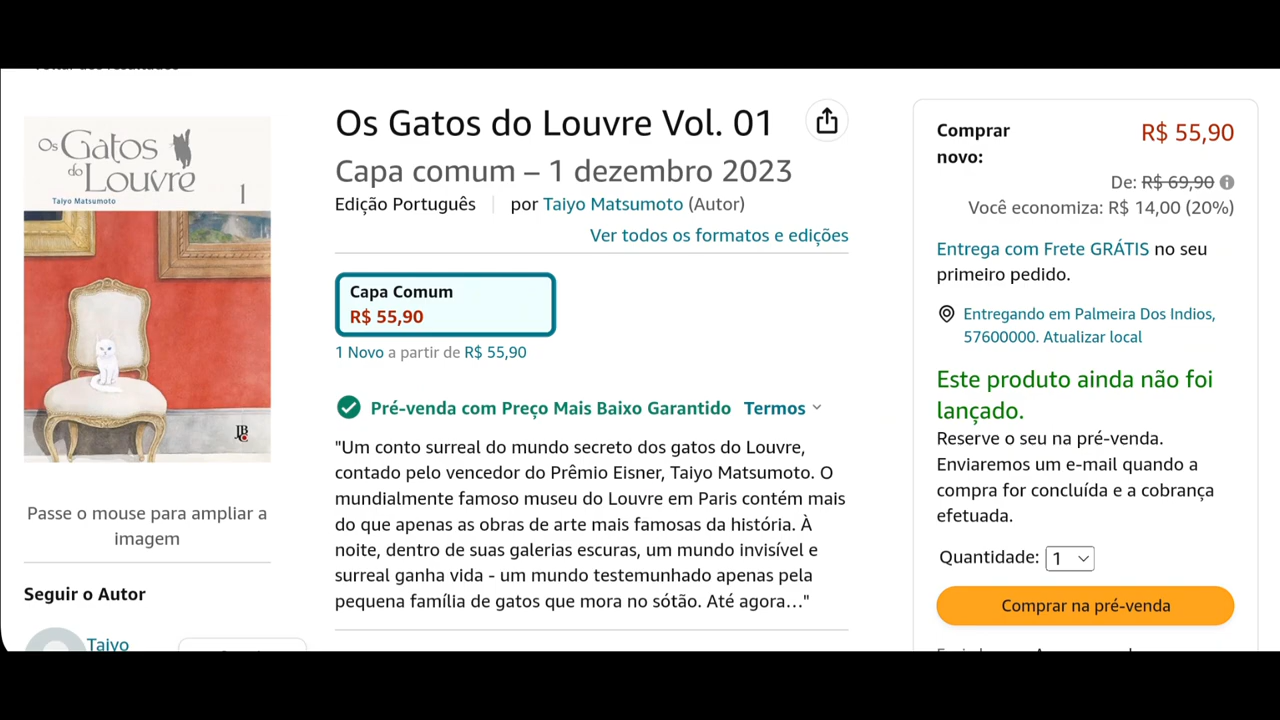 Os Gatos
do Louvre
1
Taiyo Matsumoto
JBC
Passe o mouse para ampliar a
imagem
Seguir o Autor
Taiyo
Os Gatos do Louvre Vol. 01
Capa comum – 1 dezembro 2023
Edição Português
por Taiyo Matsumoto (Autor)
Ver todos os formatos e edições
Capa Comum
R$ 55,90
1 Novo a partir de R$ 55,90
Pré-venda com Preço Mais Baixo Garantido Termos
"Um conto surreal do mundo secreto dos gatos do Louvre,
contado pelo vencedor do Prêmio Eisner, Taiyo Matsumoto. O
mundialmente famoso museu do Louvre em Paris contém mais
do que apenas as obras de arte mais famosas da história. À
noite, dentro de suas galerias escuras, um mundo invisível e
surreal ganha vida - um mundo testemunhado apenas pela
pequena família de gatos que mora no sótão. Até agora…"
Comprar
novo:
R$ 55,90
De: R$ 69,90
Você economiza: R$ 14,00 (20%)
Entrega com Frete GRÁTIS no seu
primeiro pedido.
Entregando em Palmeira Dos Indios,
57600000. Atualizar local
Este produto ainda não foi
lançado.
Reserve o seu na pré-venda.
Enviaremos um e-mail quando a
compra for concluída e a cobrança
efetuada.
Quantidade: 1
Comprar na pré-venda